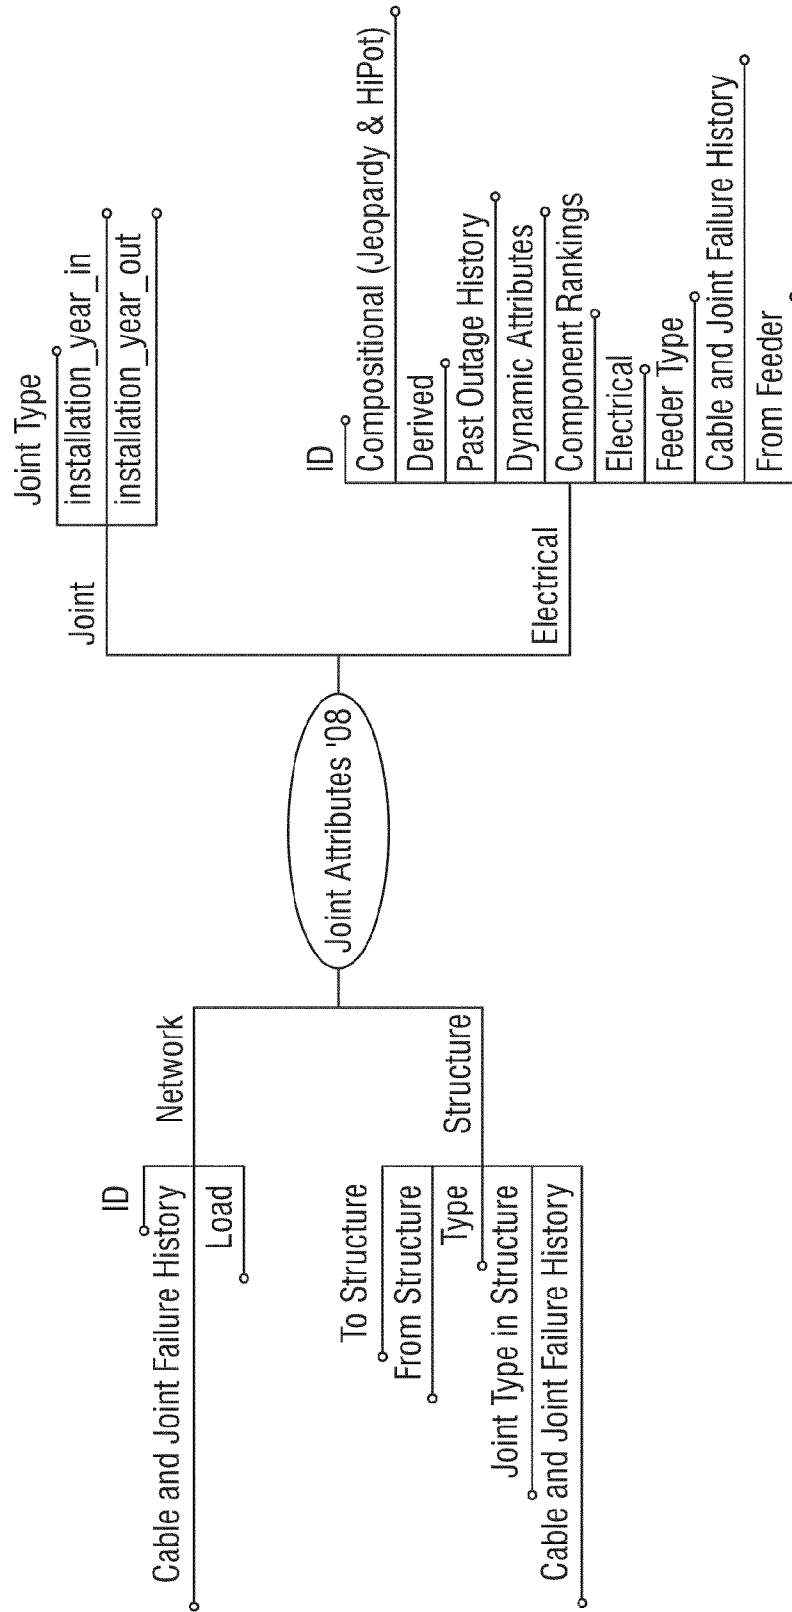 Joint Attributes '08
Network
ID
Cable and Joint Failure History
Load
Structure
To Structure
From Structure
Type
Joint Type in Structure
Cable and Joint Failure History
Joint
Joint Type
installation_year_in
installation_year_out
Electrical
ID
Compositional (Jeopardy & HiPot)
Derived
Past Outage History
Dynamic Attributes
Component Rankings
Electrical
Feeder Type
Cable and Joint Failure History
From Feeder